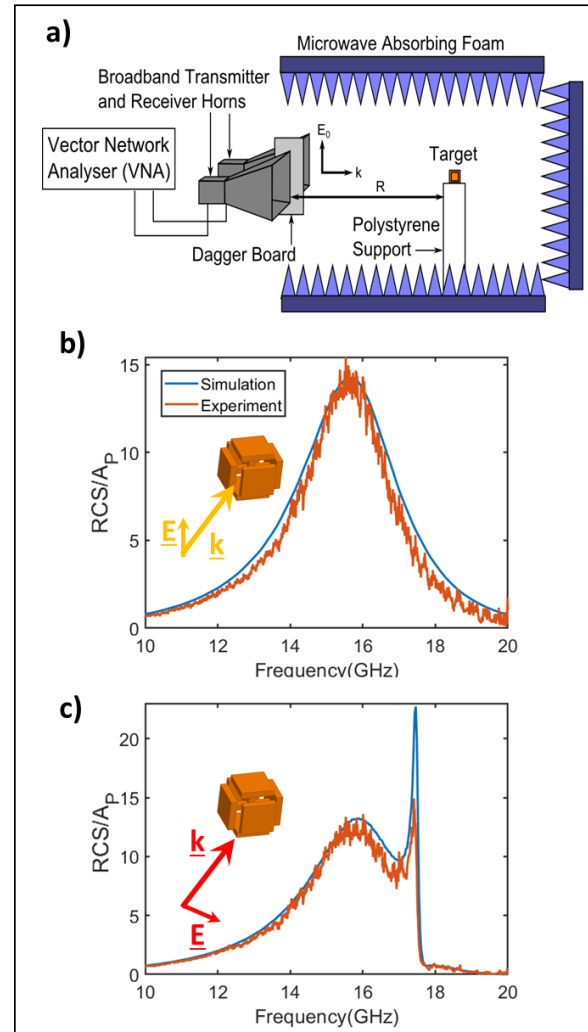 a)
Microwave Absorbing Foam
Broadband Transmitter
and Receiver Horns
Vector Network
Analyser (VNA)
E0
k
R
Target
Polystyrene
Support
Dagger Board
b)
15
10
5
0
RCS/AP
Simulation
Experiment
E
k
10 12 14 16 18 20
Frequency(GHz)
c)
20
15
10
5
0
RCS/AP
k
E
10 12 14 16 18 20
Frequency(GHz)